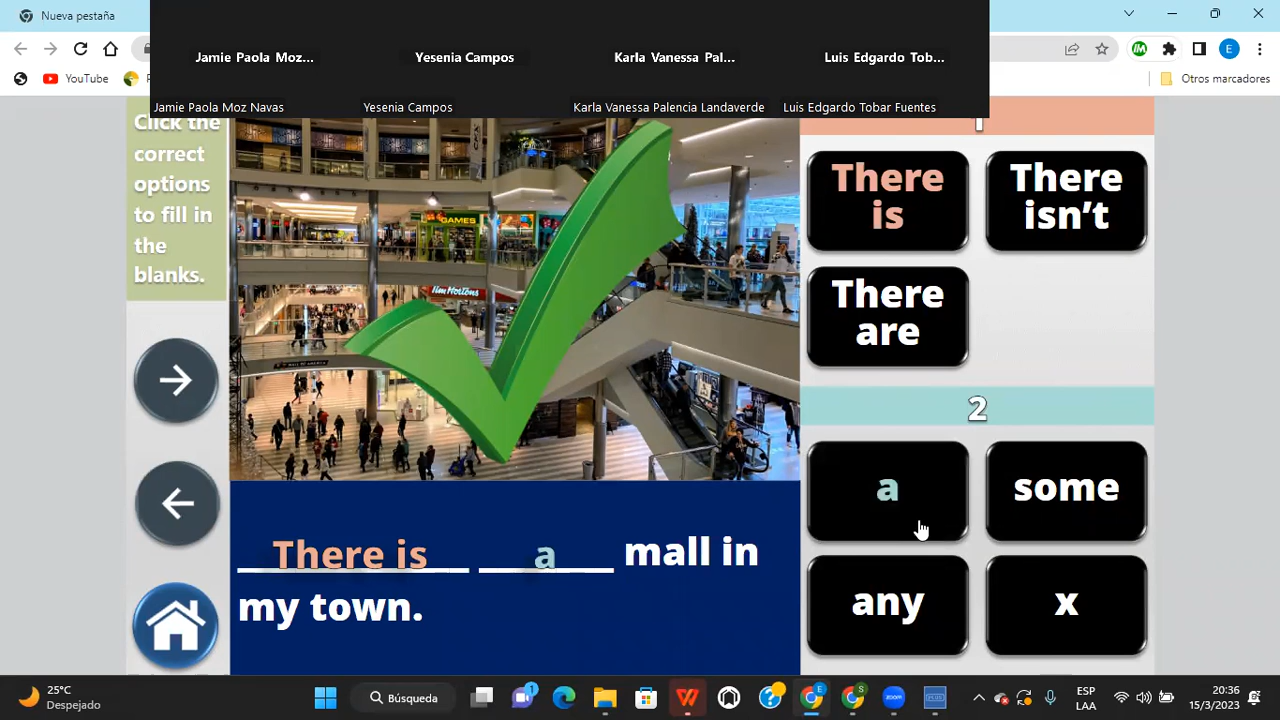 Nueva pestaña
Jamie Paola Moz...
Yesenia Campos
Karla Vanessa Pal...
Luis Edgardo Tob...
Jamie Paola Moz Navas
Yesenia Campos
Karla Vanessa Palencia Landaverde
Luis Edgardo Tobar Fuentes
E
YouTube
Otros marcadores
Click the
correct
options
to fill in
the
blanks.
GAMES
Tim Hortons
1
There
is
There
isn’t
There
are
2
a
some
any
x
There is a mall in
my town.
25°C
Despejado
Búsqueda
ESP
LAA
20:36
15/3/2023